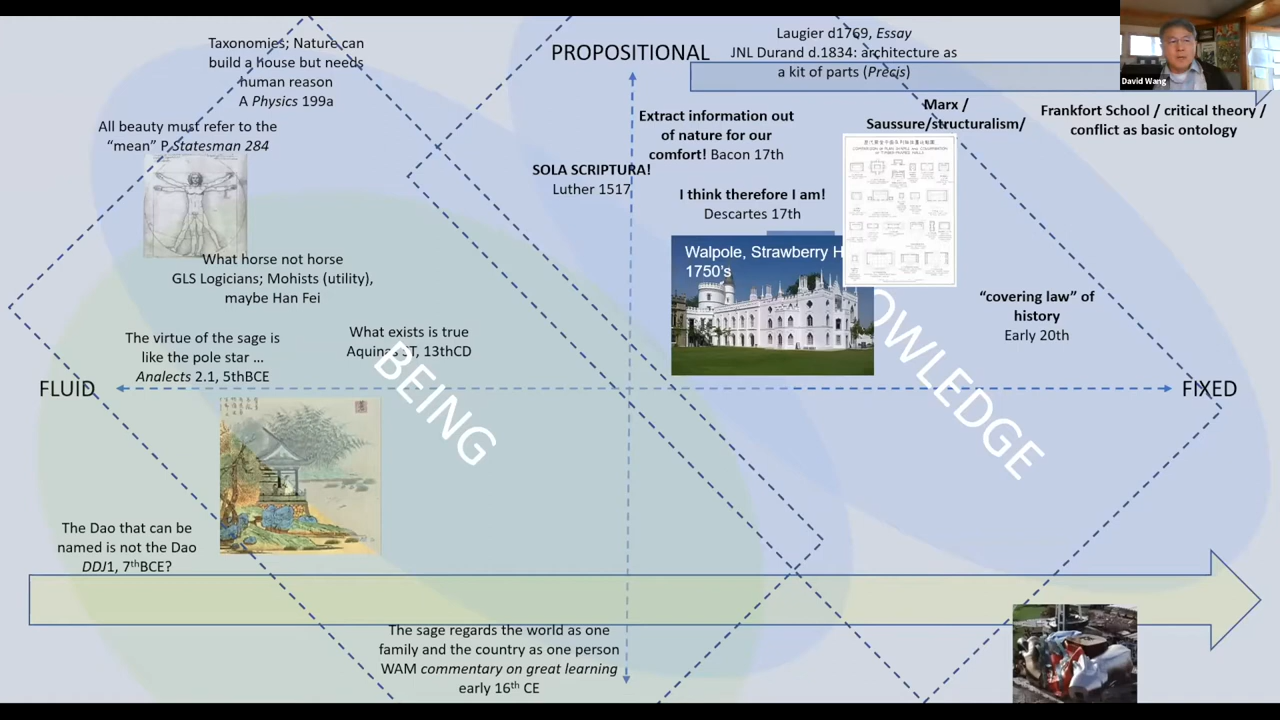 Taxonomies; Nature can
build a house but needs
human reason
A Physics 199a
All beauty must refer to the
“mean” P Statesman 284
What horse not horse
GLS Logicians; Mohists (utility),
maybe Han Fei
The virtue of the sage is
like the pole star ...
Analects 2.1, 5thBCE
What exists is true
Aquinas ST, 13thCD
FLUID
BEING
The Dao that can be
named is not the Dao
DDJ1, 7thBCE?
The sage regards the world as one
family and the country as one person
WAM commentary on great learning
early 16th CE
PROPOSITIONAL
Laugier d1769, Essay
JNL Durand d.1834: architecture as
a kit of parts (Précis)
Extract information out
of nature for our
comfort! Bacon 17th
SOLA SCRIPTURA!
Luther 1517
I think therefore I am!
Descartes 17th
Walpole, Strawberry H
1750’s
Marx /
Saussure/structuralism/
Frankfort School / critical theory /
conflict as basic ontology
“covering law” of
history
Early 20th
OWLEDGE
FIXED
David Wang